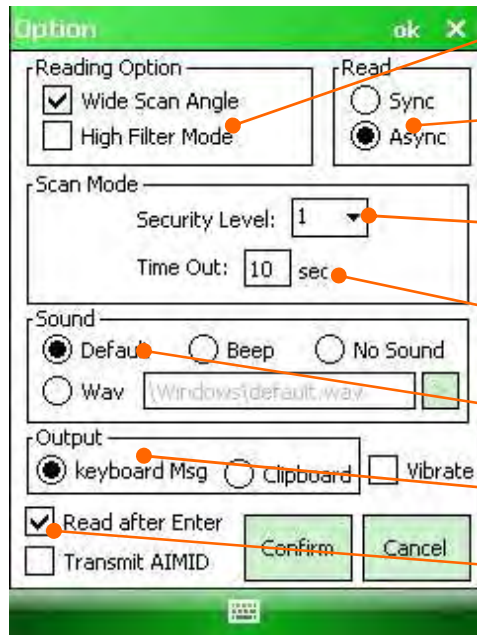 Option ok X
Reading Option
Wide Scan Angle
High Filter Mode
Read
Sync
Async
Scan Mode
Security Level: 1
Time Out: 10 sec
Sound
Default Beep No Sound
Wav \Windows\default.wav
Output
keyboard Msg Clipboard Vibrate
Read after Enter
Transmit AIMID
Confirm Cancel